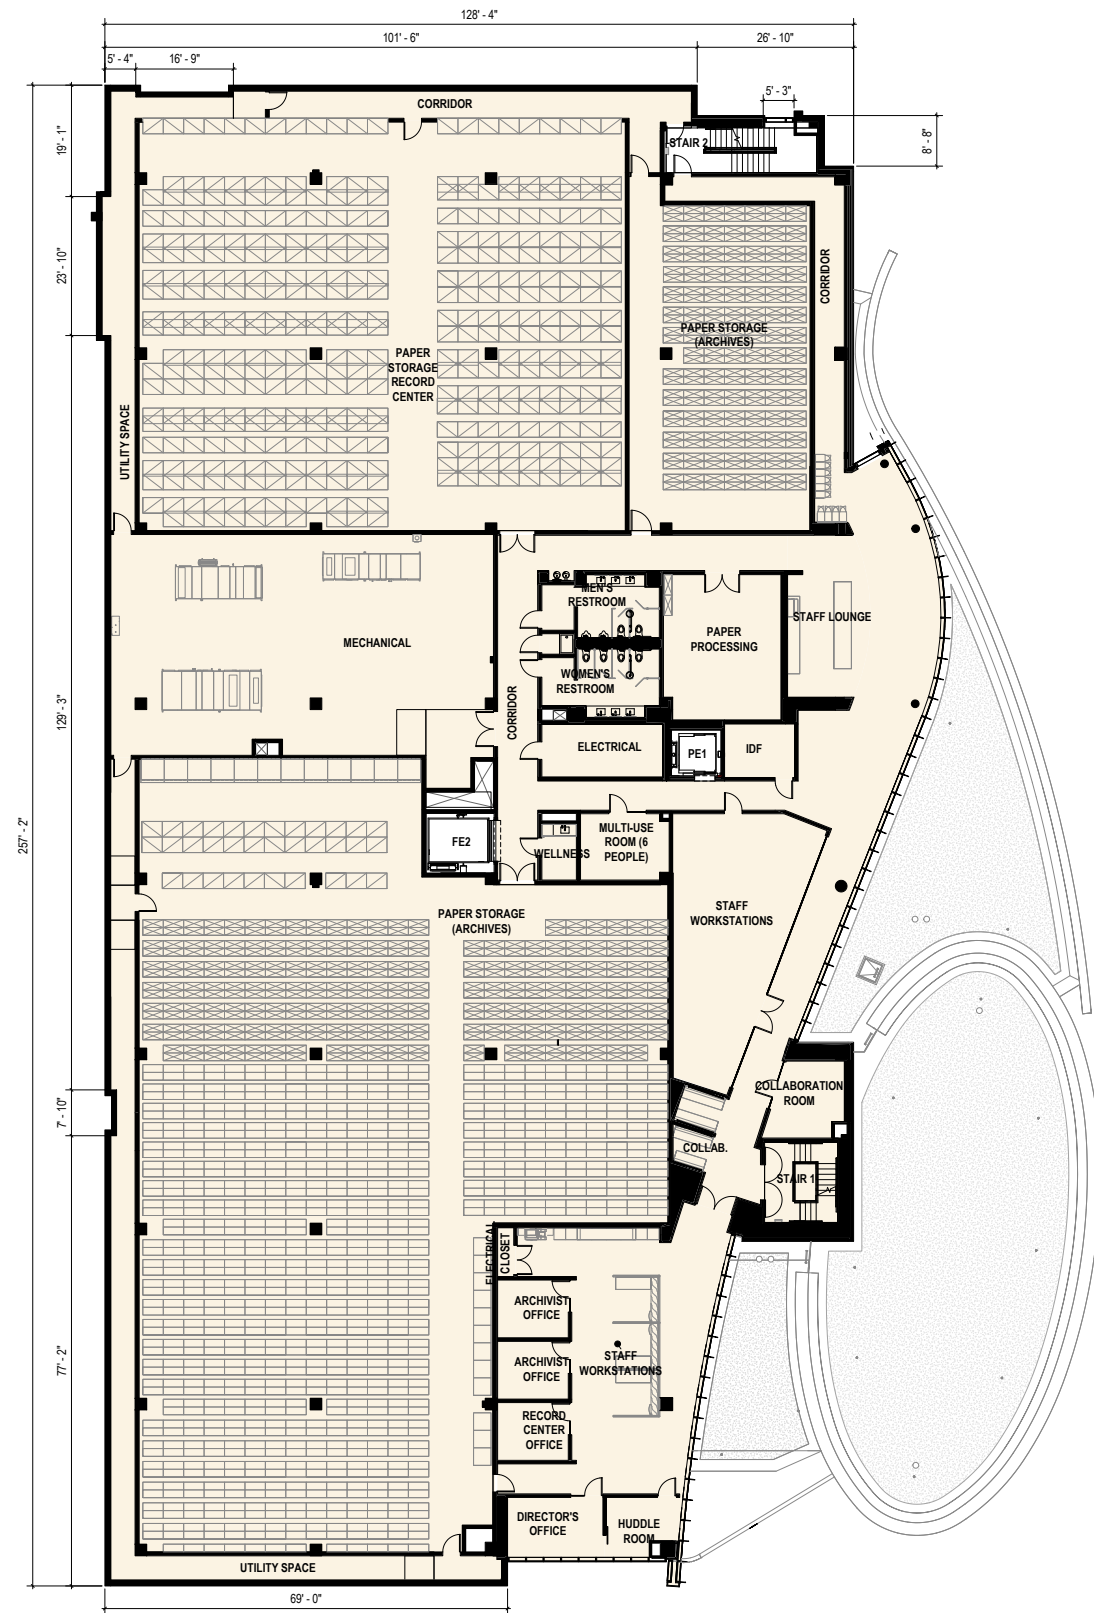 128' - 4"
101' - 6"
26' - 10"
5' - 4"
16' - 9"
5' - 3"
CORRIDOR
19' - 1"
8' - 8"
STAIR 2
23' - 10"
CORRIDOR
PAPER STORAGE
(ARCHIVES)
PAPER
STORAGE
RECORD
CENTER
UTILITY SPACE
MEN'S
RESTROOM
STAFF LOUNGE
PAPER
PROCESSING
MECHANICAL
WOMEN'S
RESTROOM
129' - 3"
CORRIDOR
ELECTRICAL
PE1
IDF
257' - 2"
FE2
WELLNESS
MULTI-USE
ROOM (6
PEOPLE)
PAPER STORAGE
(ARCHIVES)
STAFF
WORKSTATIONS
7' - 10"
COLLABORATION
ROOM
COLLAB.
STAIR 1
ELECTRICAL
CLOSET
ARCHIVIST
OFFICE
77' - 2"
ARCHIVIST
OFFICE
STAFF
WORKSTATIONS
RECORD
CENTER
OFFICE
DIRECTOR'S
OFFICE
HUDDLE
ROOM
UTILITY SPACE
69' - 0"